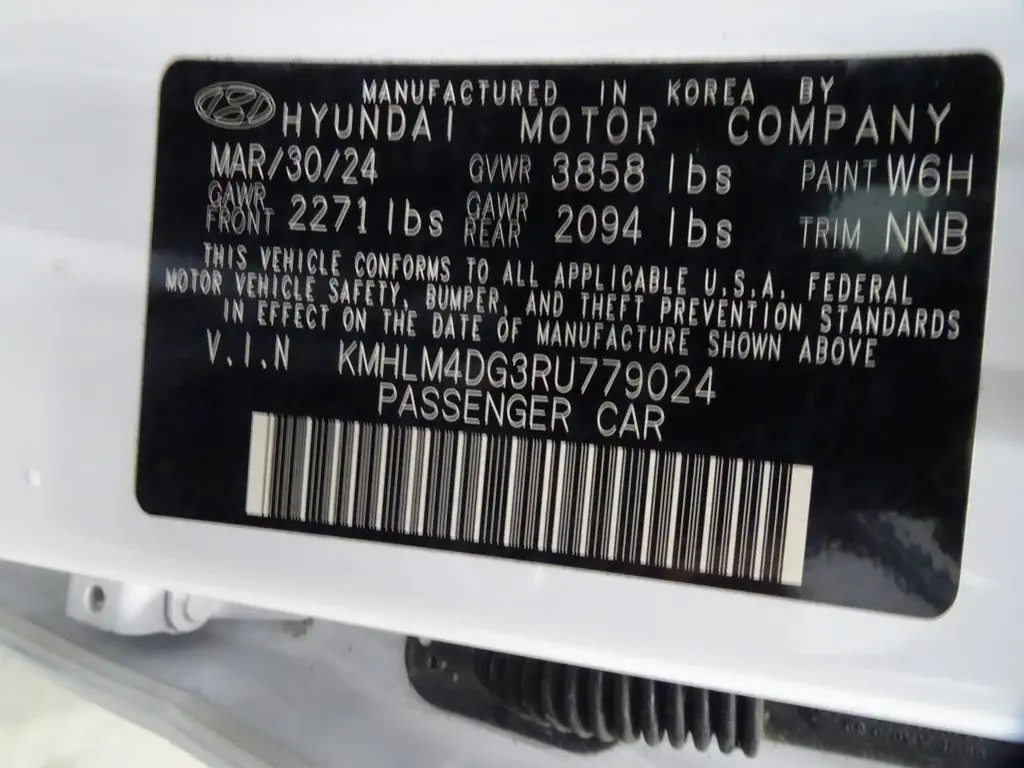 MANUFACTURED IN KOREA BY
HYUNDAI MOTOR COMPANY
MAR/30/24 GVWR 3858 lbs PAINT W6H
GAWR FRONT 2271 lbs GAWR REAR 2094 lbs TRIM NNB
THIS VEHICLE CONFORMS TO ALL APPLICABLE U.S.A. FEDERAL
MOTOR VEHICLE SAFETY, BUMPER, AND THEFT PREVENTION STANDARDS
IN EFFECT ON THE DATE OF MANUFACTURE SHOWN ABOVE
V.I.N KMHLM4DG3RU779024
PASSENGER CAR